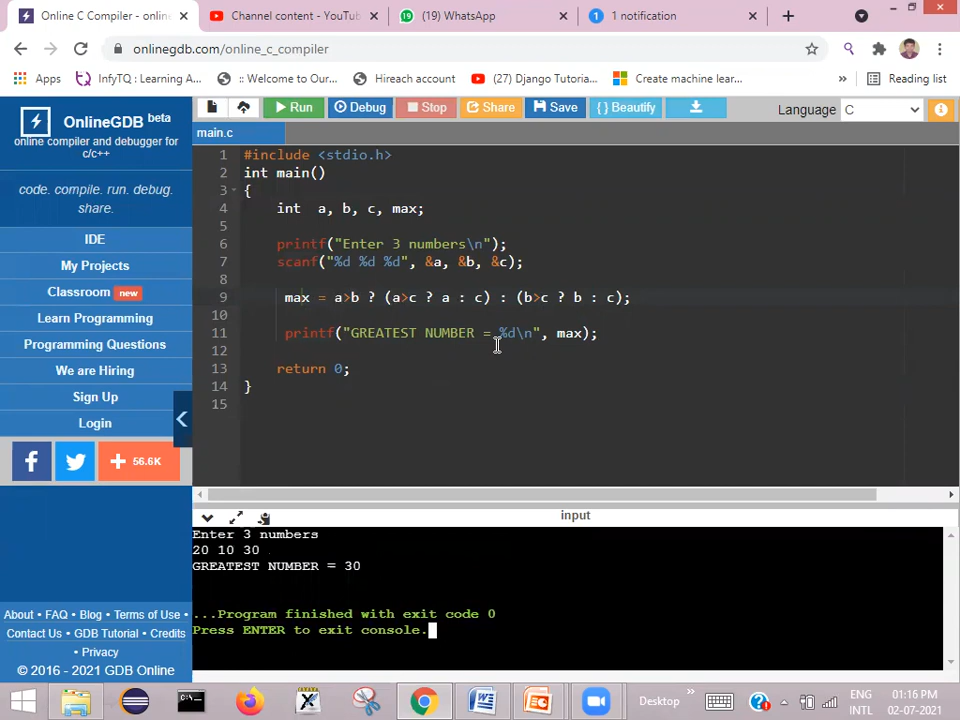 Online C Compiler - online
Channel content - YouTub
(19) WhatsApp
1 notification
onlinegdb.com/online_c_compiler
Apps
InfyTQ : Learning A...
:: Welcome to Our...
Hireach account
(27) Django Tutoria...
Create machine lear...
»
Reading list
OnlineGDB beta
online compiler and debugger for
c/c++
code. compile. run. debug.
share.
IDE
My Projects
Classroom new
Learn Programming
Programming Questions
We are Hiring
Sign Up
Login
+ 56.6K
About • FAQ • Blog • Terms of Use •
Contact Us • GDB Tutorial • Credits
• Privacy
© 2016 - 2021 GDB Online
Run
Debug
Stop
Share
Save
{ } Beautify
Language C
main.c
1 #include <stdio.h>
2 int main()
3 {
4 int  a, b, c, max;
5
6 printf("Enter 3 numbers\n");
7 scanf("%d %d %d", &a, &b, &c);
8
9 max = a>b ? (a>c ? a : c) : (b>c ? b : c);
10
11 printf("GREATEST NUMBER = %d\n", max);
12
13 return 0;
14 }
15
input
Enter 3 numbers
20 10 30
GREATEST NUMBER = 30
...Program finished with exit code 0
Press ENTER to exit console.
Desktop
»
ENG
INTL
01:16 PM
02-07-2021